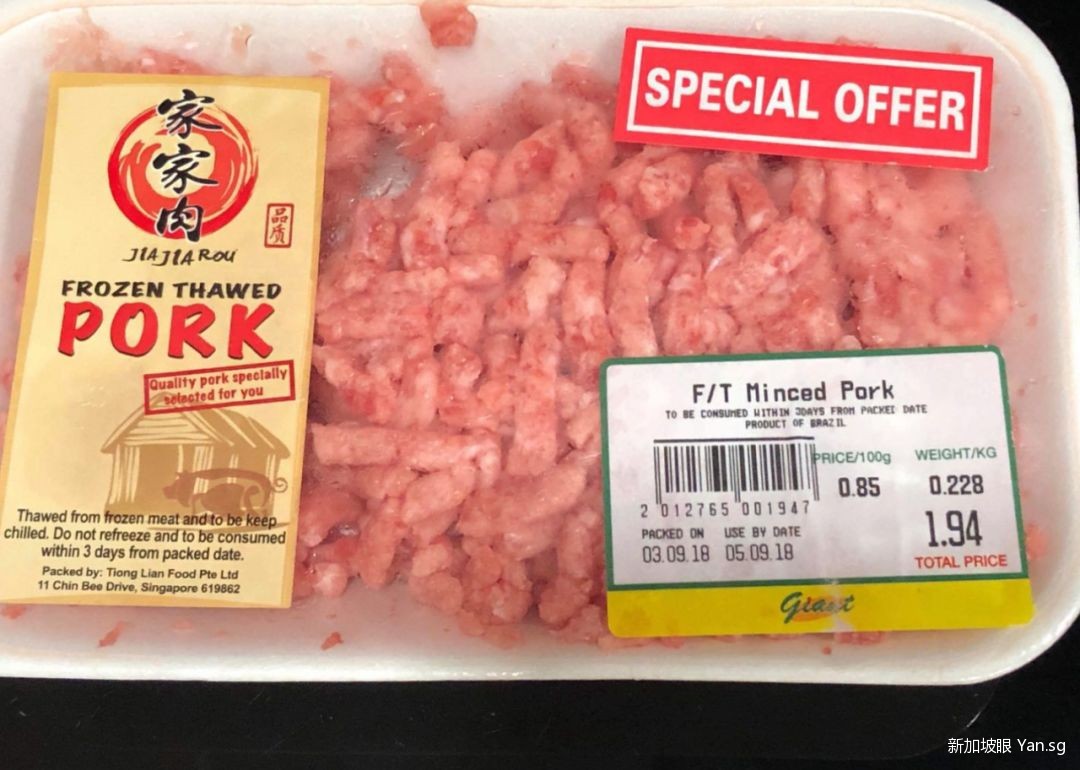 家
家
肉
品
质
JIA JIA ROU
FROZEN THAWED
PORK
Quality pork specially
selected for you
Thawed from frozen meat and to be keep
chilled. Do not refreeze and to be consumed
within 3 days from packed date.
Packed by: Tiong Lian Food Pte Ltd
11 Chin Bee Drive, Singapore 619862
SPECIAL OFFER
F/T Minced Pork
TO BE CONSUMED WITHIN 3DAYS FROM PACKED DATE
PRODUCT OF BRAZIL
PRICE/100g WEIGHT/KG
0.85 0.228
2 012765 001947
PACKED ON USE BY DATE
03.09.18 05.09.18
1.94
TOTAL PRICE
Giant
新加坡眼 Yan.sg